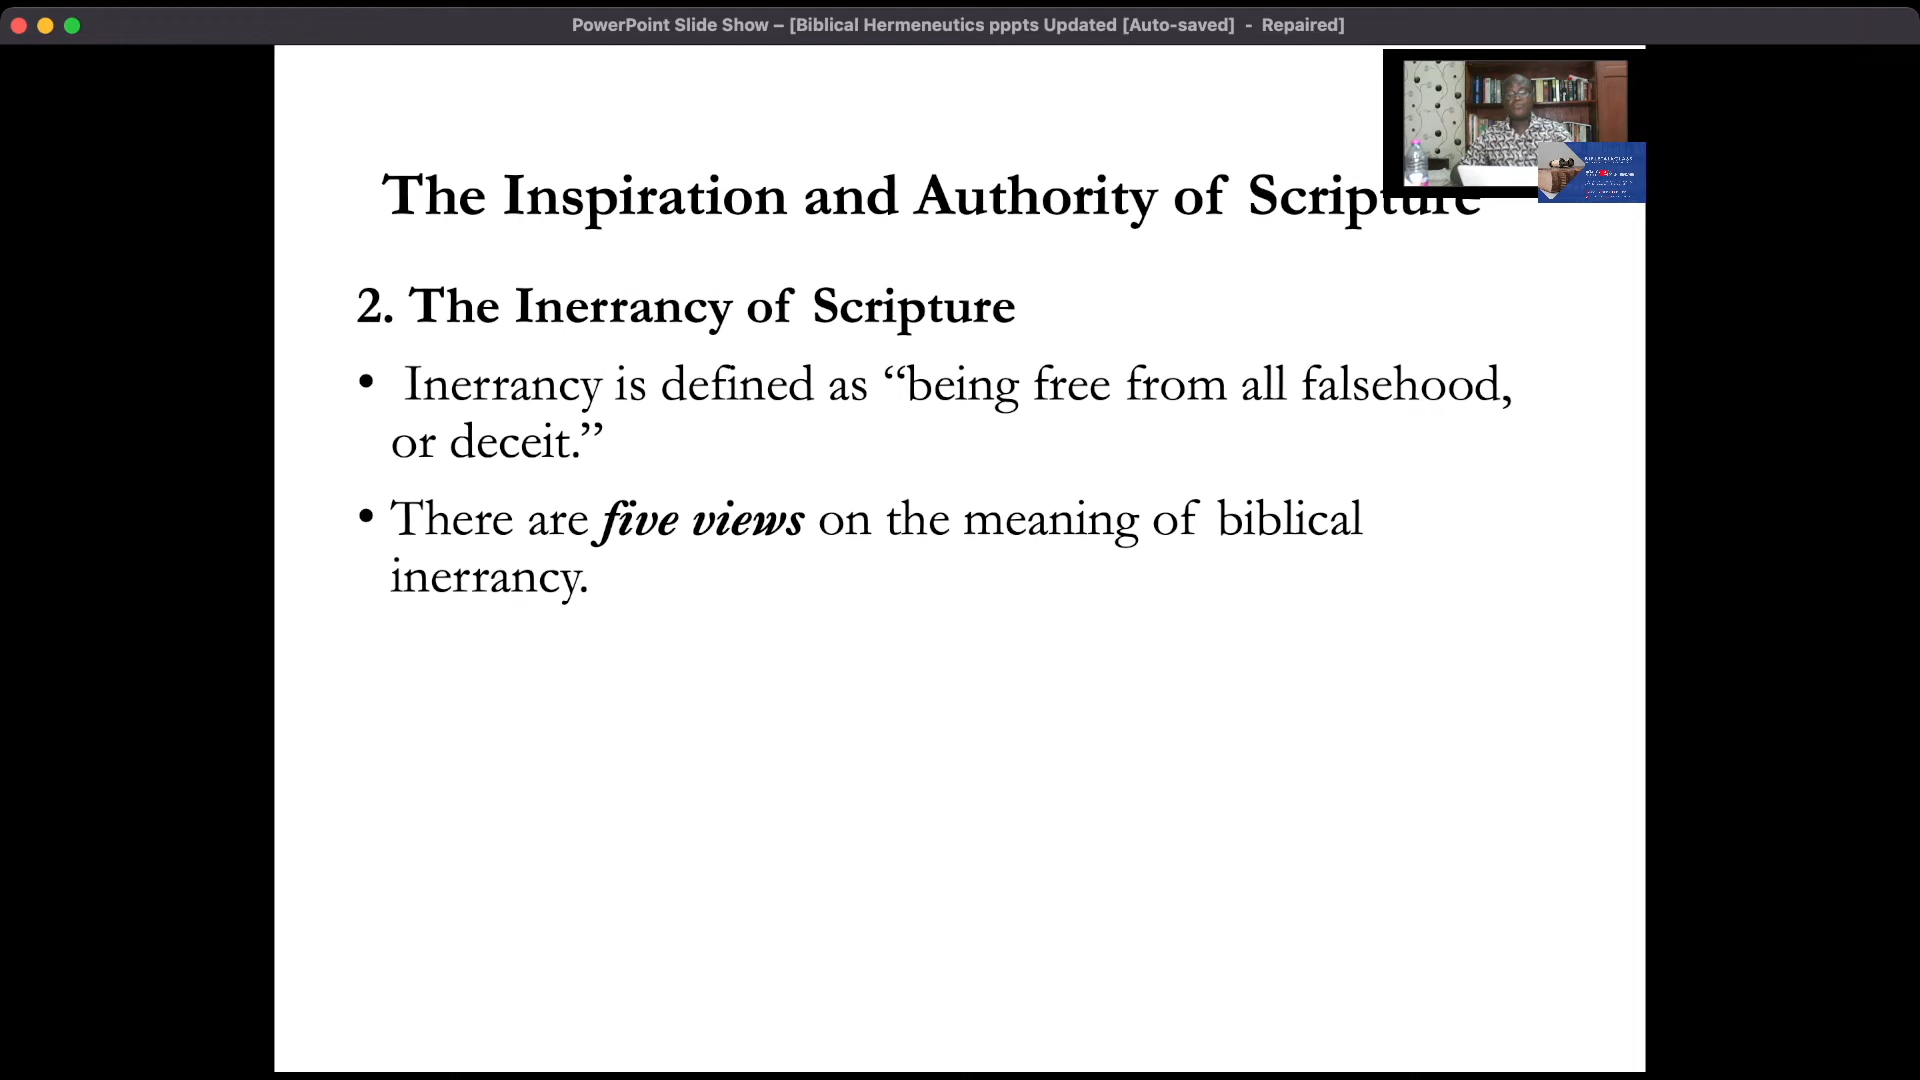 PowerPoint Slide Show – [Biblical Hermeneutics pppts Updated [Auto-saved] - Repaired]
The Inspiration and Authority of Scripture
2. The Inerrancy of Scripture
• Inerrancy is defined as “being free from all falsehood,
or deceit.”
• There are five views on the meaning of biblical
inerrancy.